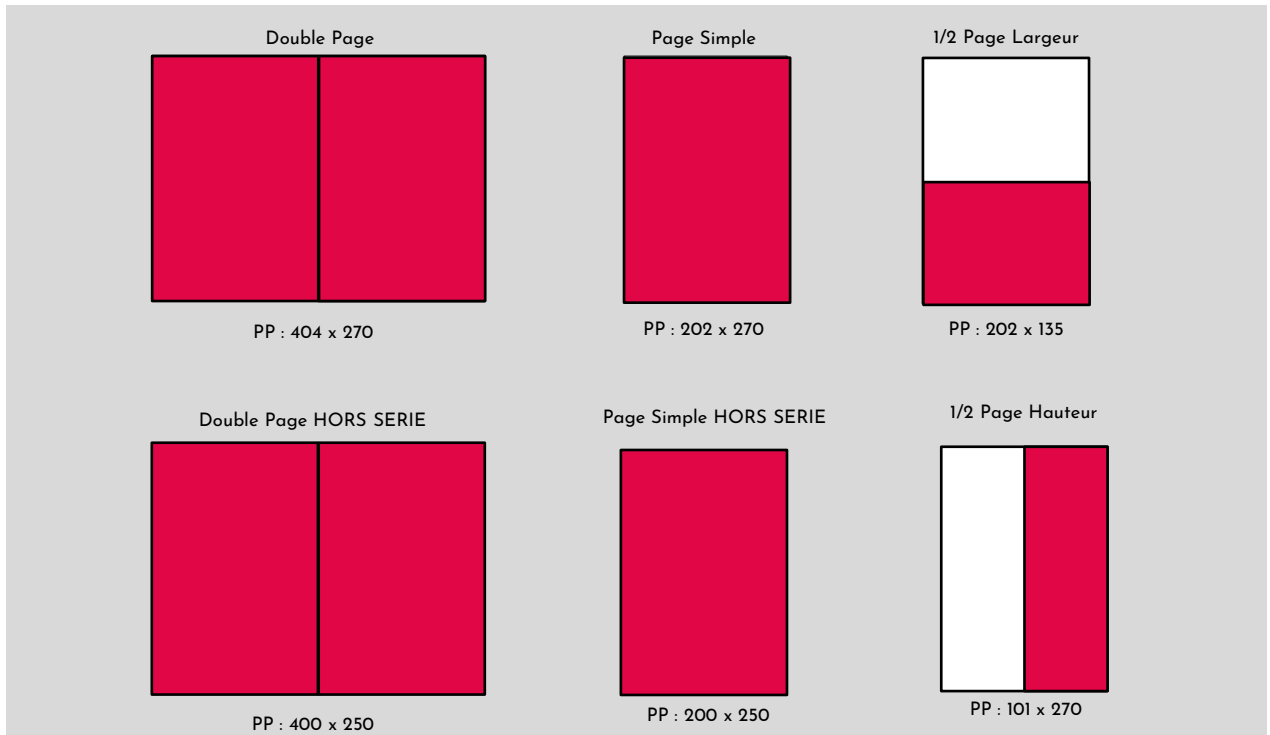 Double Page
Page Simple
1/2 Page Largeur
PP : 404 x 270
PP : 202 x 270
PP : 202 x 135
Double Page HORS SERIE
Page Simple HORS SERIE
1/2 Page Hauteur
PP : 400 x 250
PP : 200 x 250
PP : 101 x 270